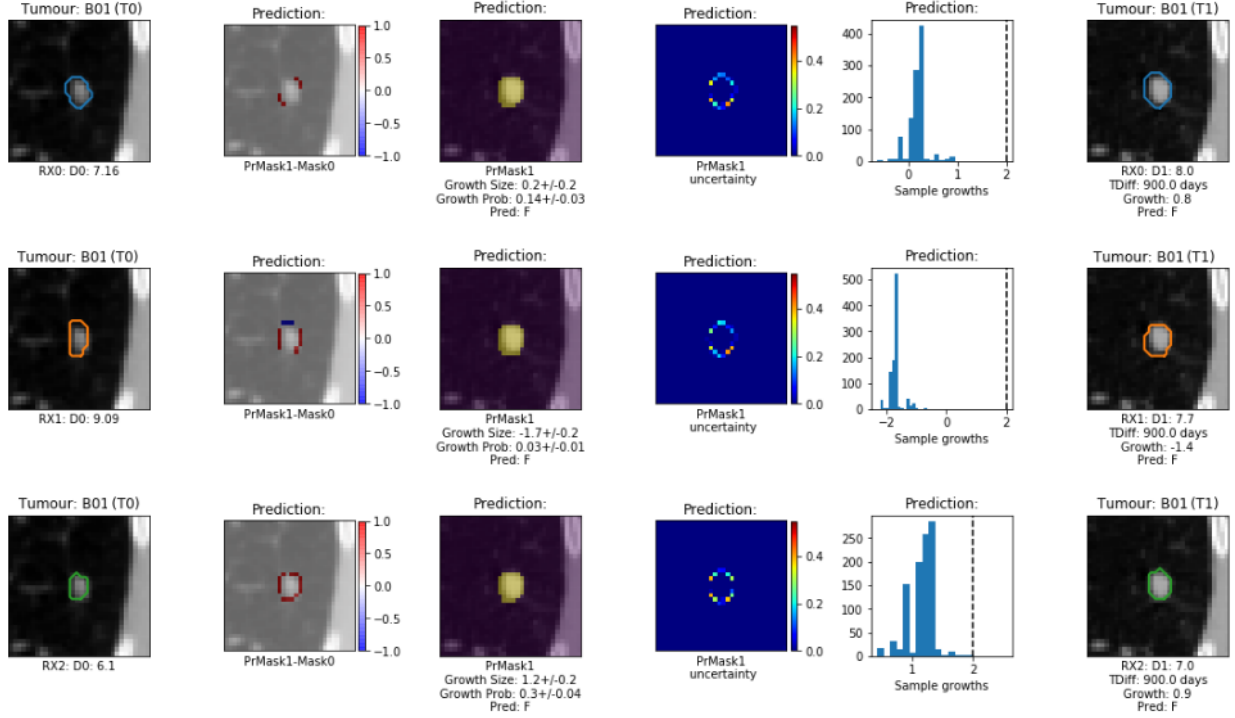 Tumour: B01 (T0)
Prediction:
Prediction:
Prediction:
Prediction:
Tumour: B01 (T1)
1.0
0.5
0.0
−0.5
−1.0
0.4
0.2
0.0
400
300
200
100
0
0
1
2
RX0: D0: 7.16
PrMask1-Mask0
PrMask1
Growth Size: 0.2+/-0.2
Growth Prob: 0.14+/-0.03
Pred: F
PrMask1
uncertainty
Sample growths
RX0: D1: 8.0
TDiff: 900.0 days
Growth: 0.8
Pred: F
Tumour: B01 (T0)
Prediction:
Prediction:
Prediction:
Prediction:
Tumour: B01 (T1)
1.0
0.5
0.0
−0.5
−1.0
0.4
0.2
0.0
500
400
300
200
100
0
−2
0
2
RX1: D0: 9.09
PrMask1-Mask0
PrMask1
Growth Size: -1.7+/-0.2
Growth Prob: 0.03+/-0.01
Pred: F
PrMask1
uncertainty
Sample growths
RX1: D1: 7.7
TDiff: 900.0 days
Growth: -1.4
Pred: F
Tumour: B01 (T0)
Prediction:
Prediction:
Prediction:
Prediction:
Tumour: B01 (T1)
1.0
0.5
0.0
−0.5
−1.0
0.4
0.2
0.0
250
200
150
100
50
0
1
2
RX2: D0: 6.1
PrMask1-Mask0
PrMask1
Growth Size: 1.2+/-0.2
Growth Prob: 0.3+/-0.04
Pred: F
PrMask1
uncertainty
Sample growths
RX2: D1: 7.0
TDiff: 900.0 days
Growth: 0.9
Pred: F